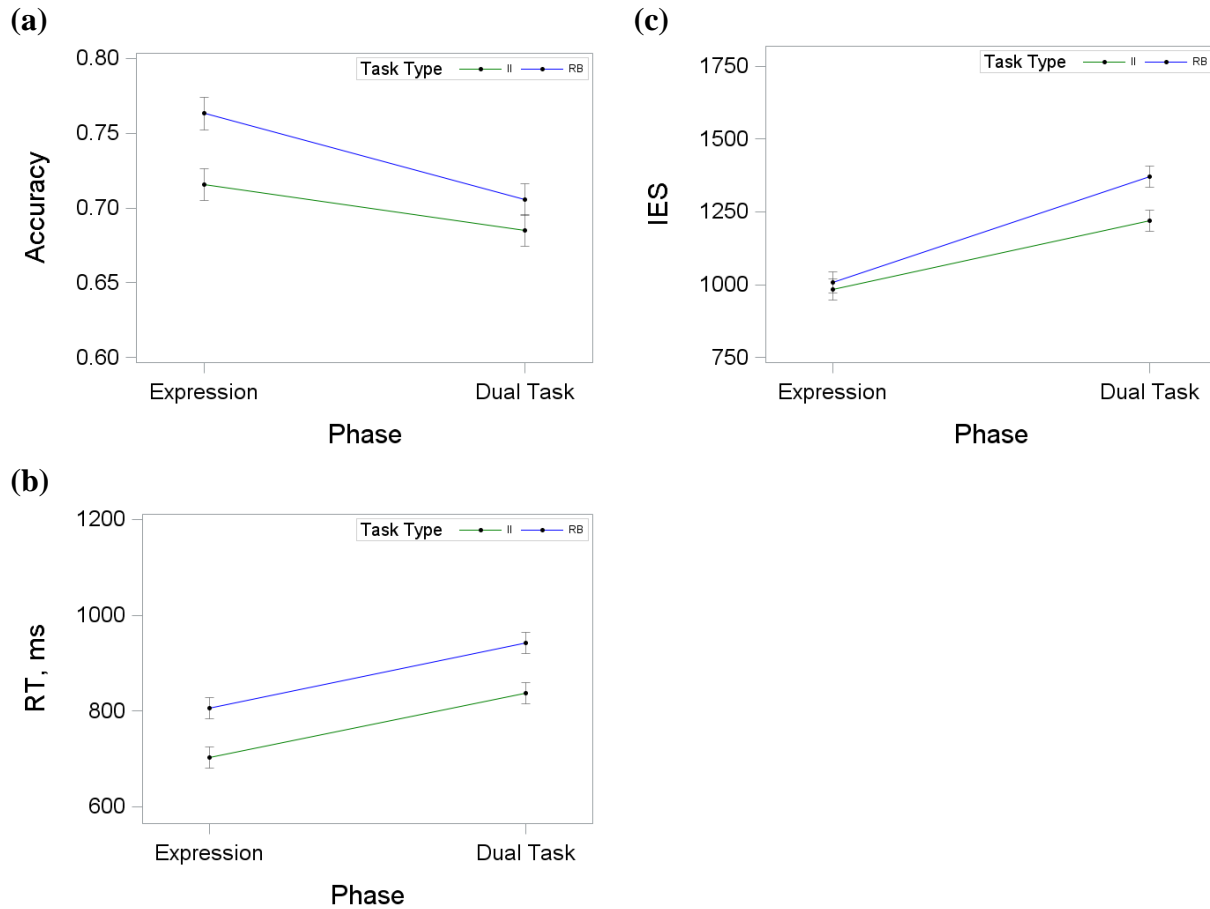 (a)
Task Type II RB
0.80
0.75
0.70
0.65
0.60
Accuracy
Expression Dual Task
Phase
(c)
Task Type II RB
1750
1500
1250
1000
750
IES
Expression Dual Task
Phase
(b)
Task Type II RB
1200
1000
800
600
RT, ms
Expression Dual Task
Phase